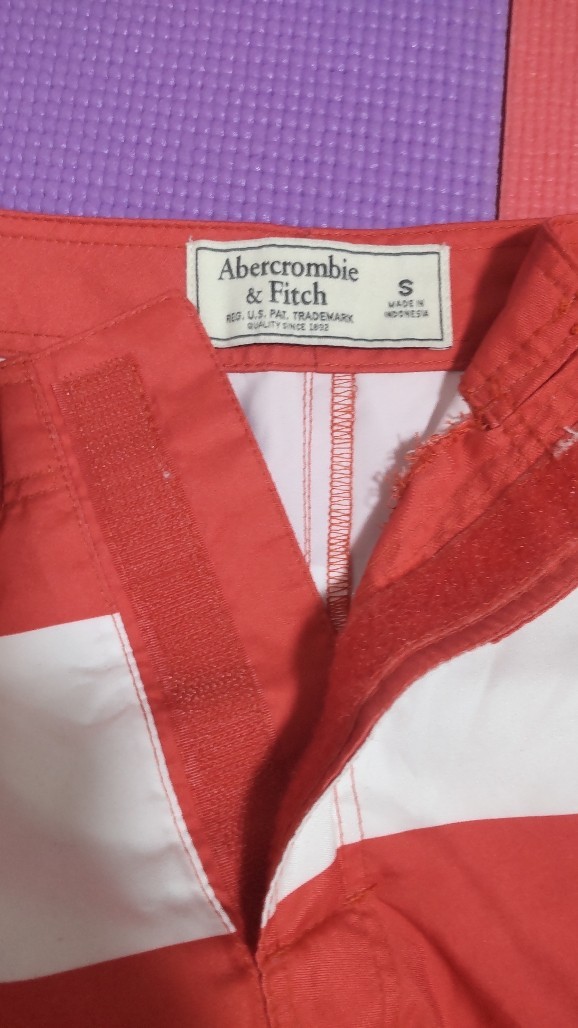 Abercrombie
& Fitch
REG. U.S. PAT. TRADEMARK
QUALITY SINCE 1892
S
MADE IN
INDONESIA